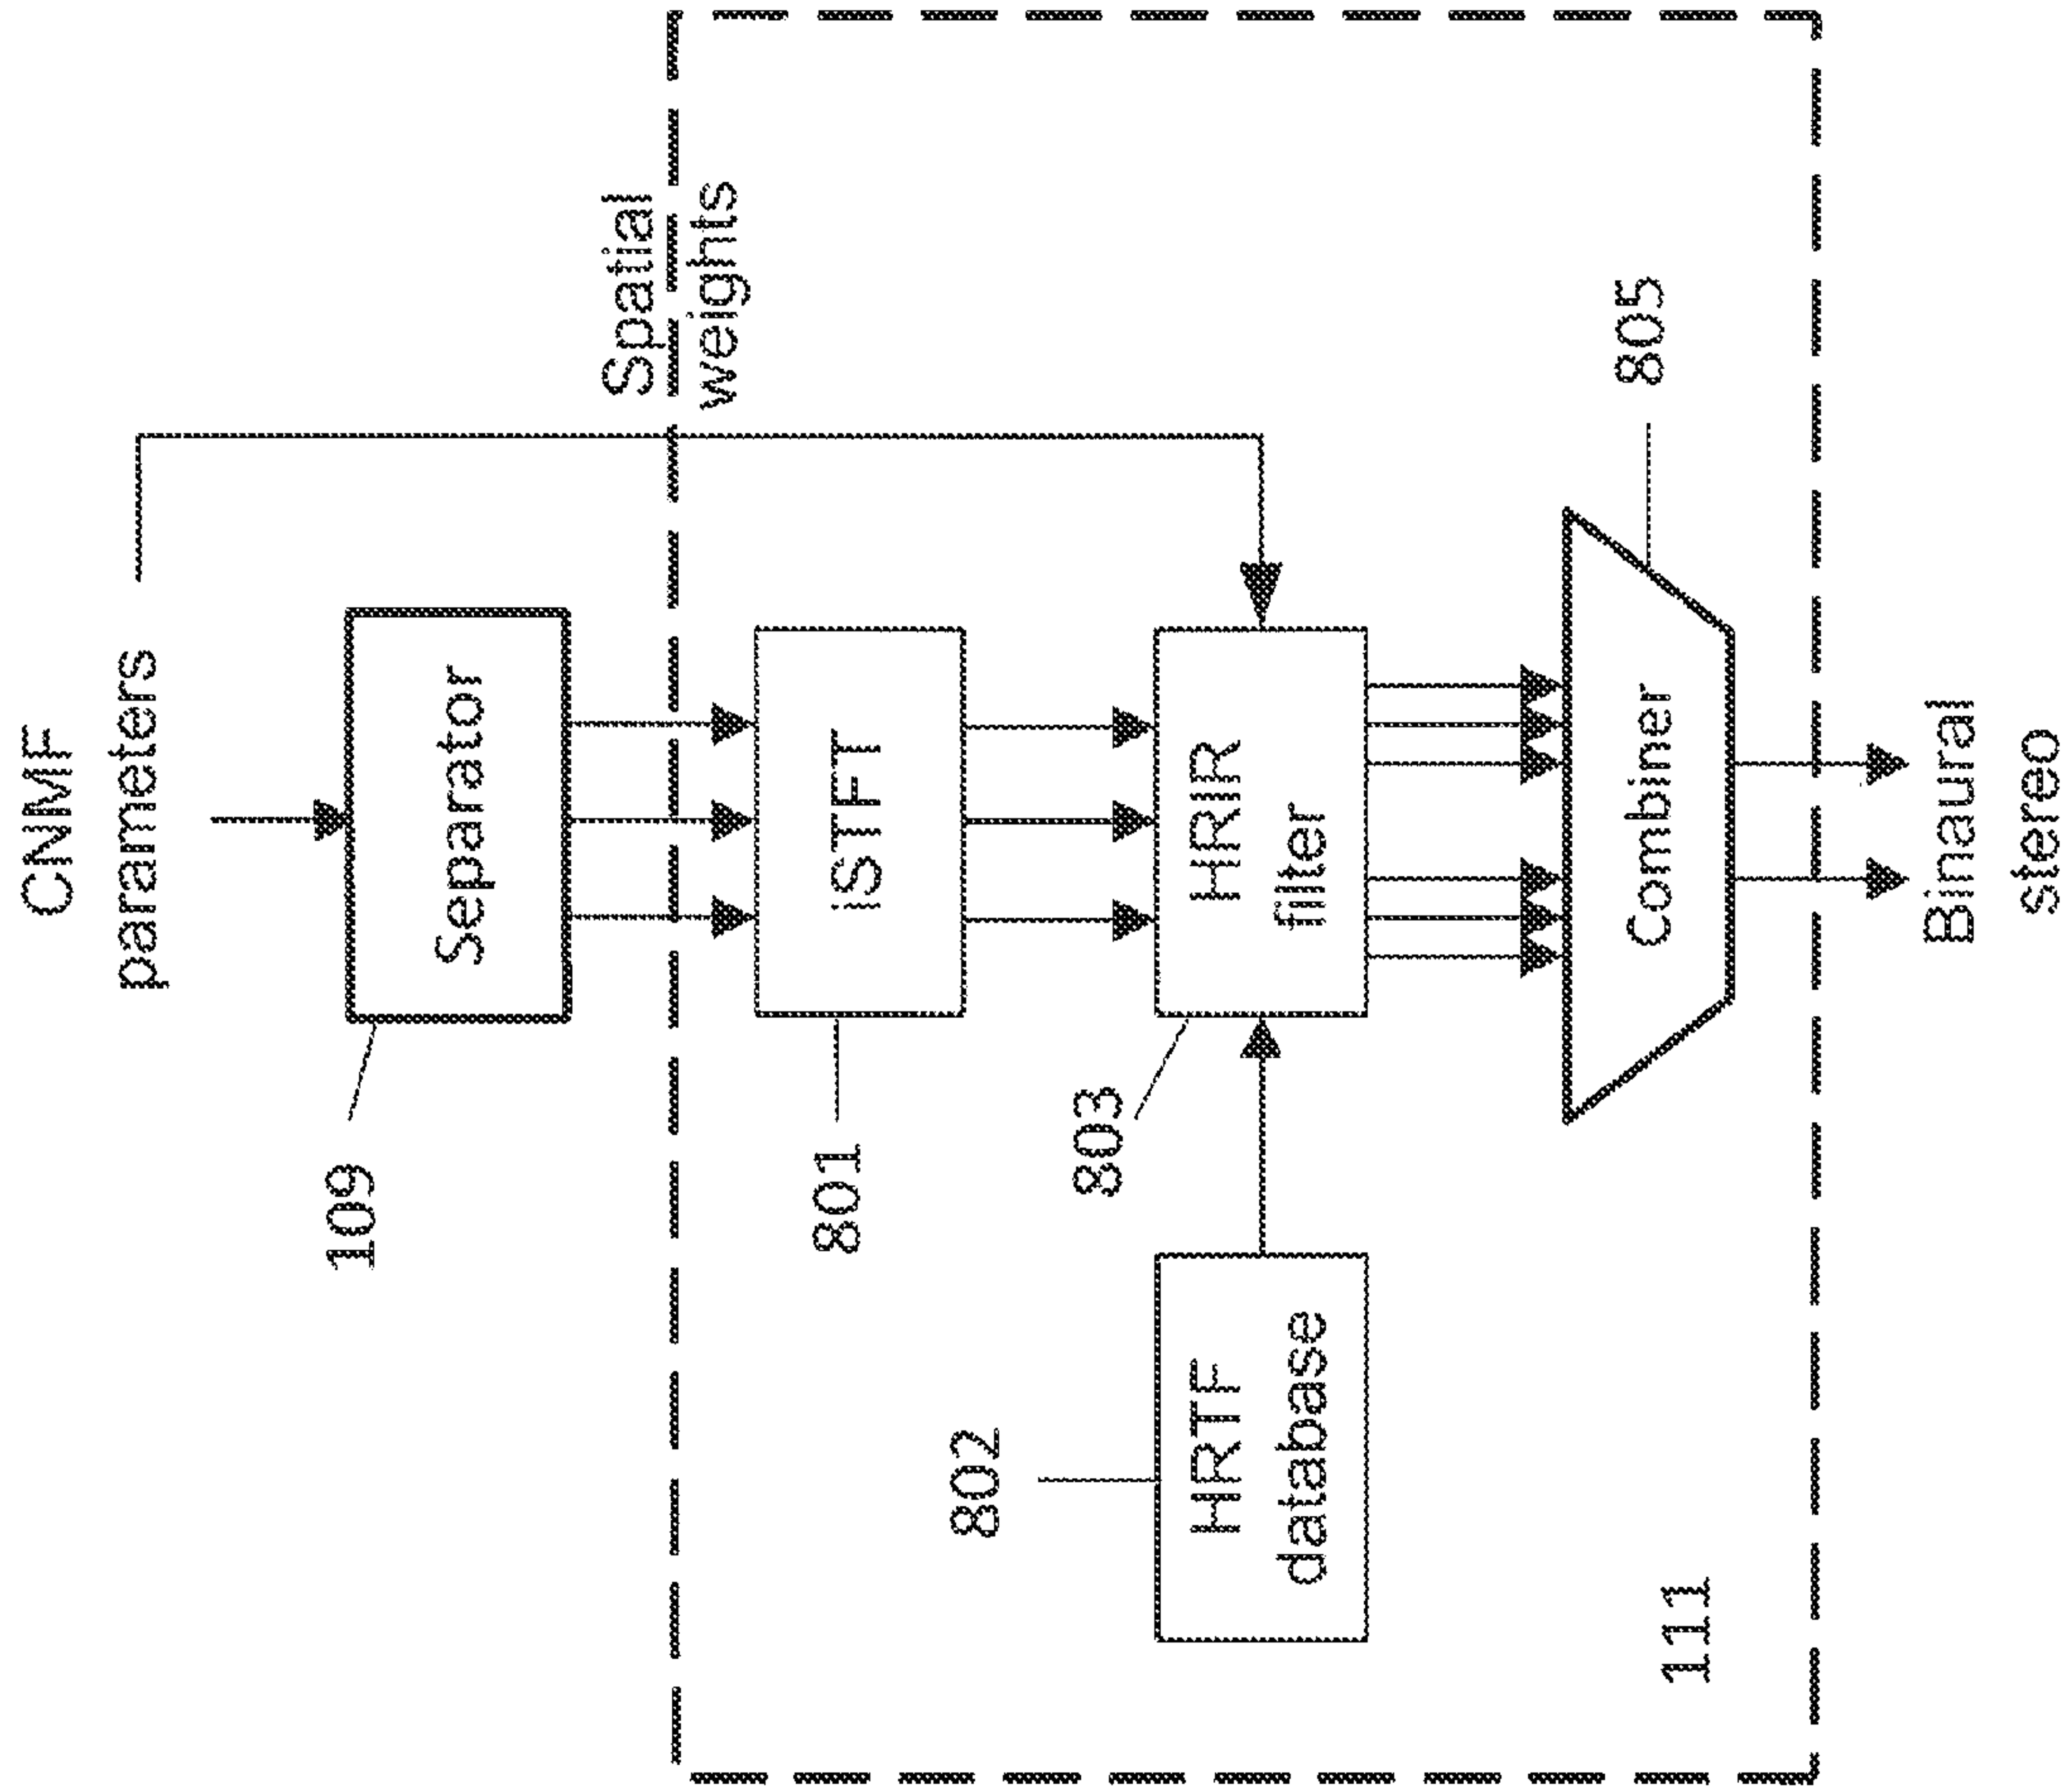 CNMF
parameters
109
Separator
Spatial
weights
801
iSTFT
802
HRTF
database
803
HRIR
filter
805
Combiner
111
Binaural
stereo